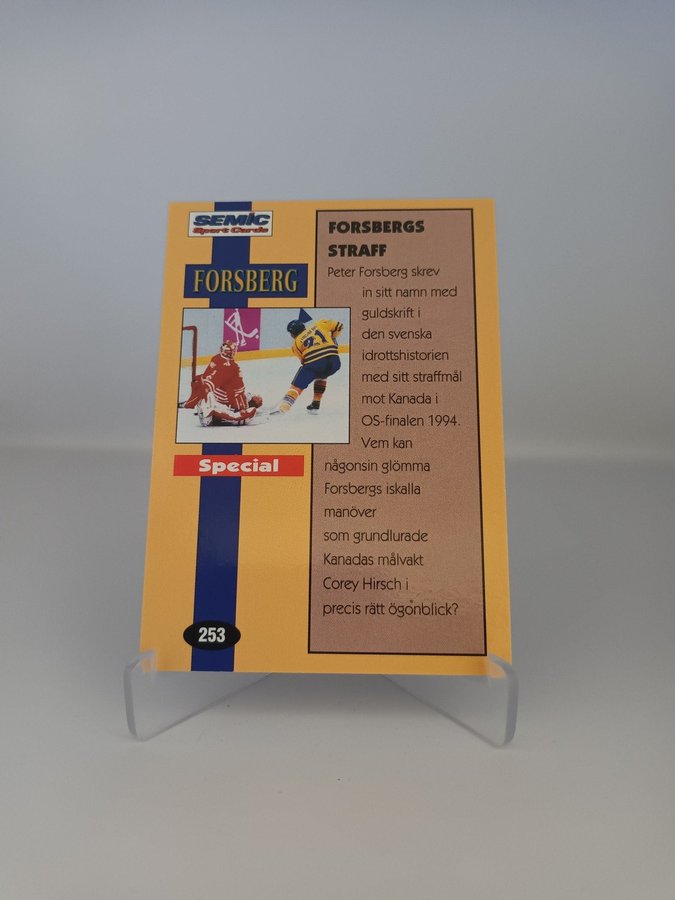 SEMIC
Sport Cards
FORSBERG
21
Special
253
FORSBERGS
STRAFF
Peter Forsberg skrev
in sitt namn med
guldskrift i
den svenska
idrottshistorien
med sitt straffmål
mot Kanada i
OS-finalen 1994.
Vem kan
någonsin glömma
Forsbergs iskalla
manöver
som grundlurade
Kanadas målvakt
Corey Hirsch i
precis rätt ögonblick?